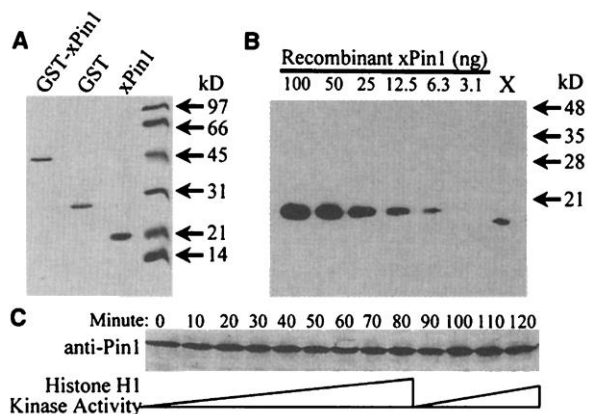 A
GST-xPin1
GST
xPin1
kD
97
66
45
31
21
14
B
Recombinant xPin1 (ng)
100 50 25 12.5 6.3 3.1 X
kD
48
35
28
21
C
Minute: 0 10 20 30 40 50 60 70 80 90 100 110 120
anti-Pin1
Histone H1
Kinase Activity